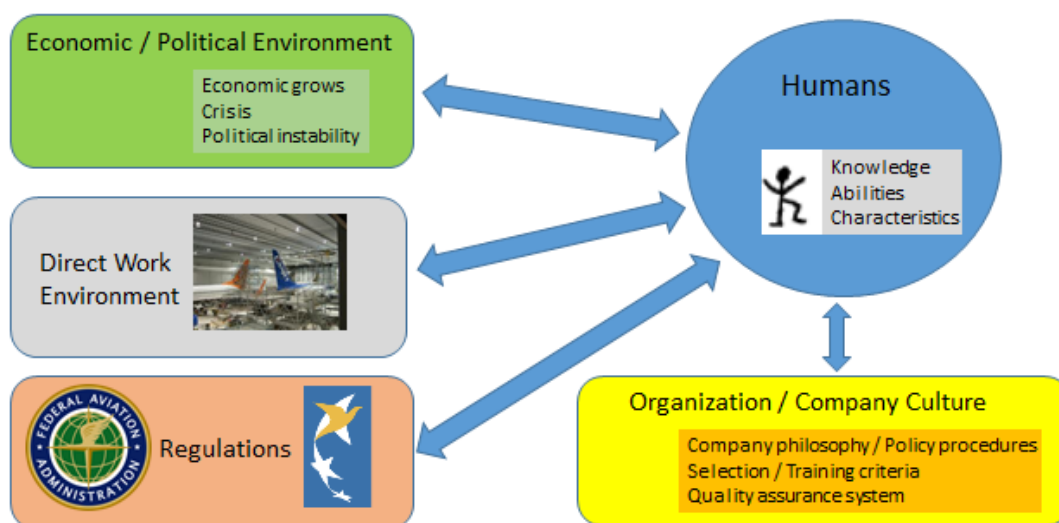 Economic / Political Environment
Economic grows
Crisis
Political instability
Humans
Knowledge
Abilities
Characteristics
Direct Work
Environment
FEDERAL AVIATION
ADMINISTRATION
Regulations
Organization / Company Culture
Company philosophy / Policy procedures
Selection / Training criteria
Quality assurance system